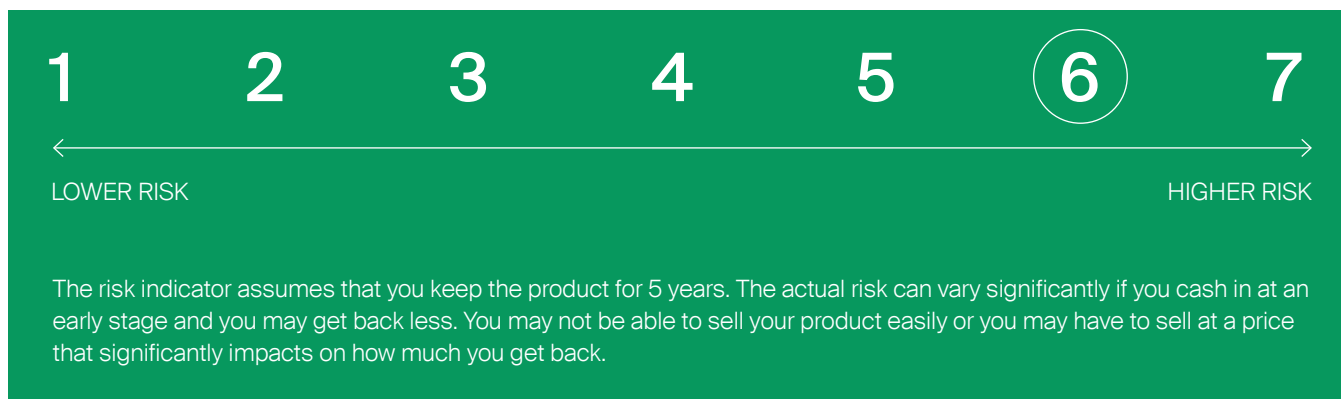 1 2 3 4 5 6 7
LOWER RISK HIGHER RISK
The risk indicator assumes that you keep the product for 5 years. The actual risk can vary significantly if you cash in at an
early stage and you may get back less. You may not be able to sell your product easily or you may have to sell at a price
that significantly impacts on how much you get back.